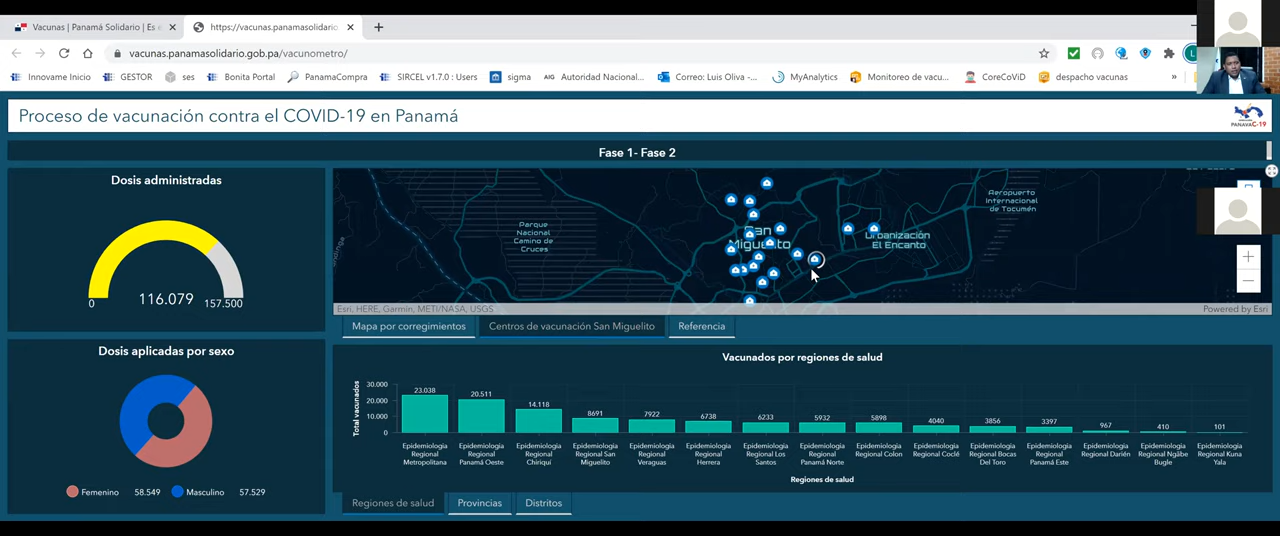 Vacunas | Panamá Solidario | Es e
https://vacunas.panamasolidario
vacunas.panamasolidario.gob.pa/vacunometro/
Innovame Inicio
GESTOR
ses
Bonita Portal
PanamaCompra
SIRCEL v1.7.0 : Users
sigma
AIG
Autoridad Nacional...
Correo: Luis Oliva -...
MyAnalytics
Monitoreo de vacu...
CoreCoViD
despacho vacunas
»
L
Proceso de vacunación contra el COVID-19 en Panamá
PANAVAC-19
Fase 1- Fase 2
Dosis administradas
116.079
0
157.500
Parque
Nacional
Camino de
Cruces
San
Miguelito
Urbanización
El Encanto
Aeropuerto
Internacional
de Tocumén
Esri, HERE, Garmin, METI/NASA, USGS
Powered by Esri
Mapa por corregimientos
Centros de vacunación San Miguelito
Referencia
Dosis aplicadas por sexo
Femenino 58.549
Masculino 57.529
Vacunados por regiones de salud
Total vacunados
30.000
20.000
10.000
0
23.038
20.511
14.118
8691
7922
6738
6233
5932
5898
4040
3856
3397
967
410
101
Epidemiologia
Regional
Metropolitana
Epidemiologia
Regional
Panamá Oeste
Epidemiologia
Regional
Chiriquí
Epidemiologia
Regional San
Miguelito
Epidemiologia
Regional
Veraguas
Epidemiologia
Regional
Herrera
Epidemiologia
Regional Los
Santos
Epidemiologia
Regional
Panamá Norte
Epidemiologia
Regional Colon
Epidemiologia
Regional Coclé
Epidemiologia
Regional Bocas
Del Toro
Epidemiologia
Regional
Panamá Este
Epidemiologia
Regional Darién
Epidemiologia
Regional Ngäbe
Bugle
Epidemiologia
Regional Kuna
Yala
Regiones de salud
Regiones de salud
Provincias
Distritos